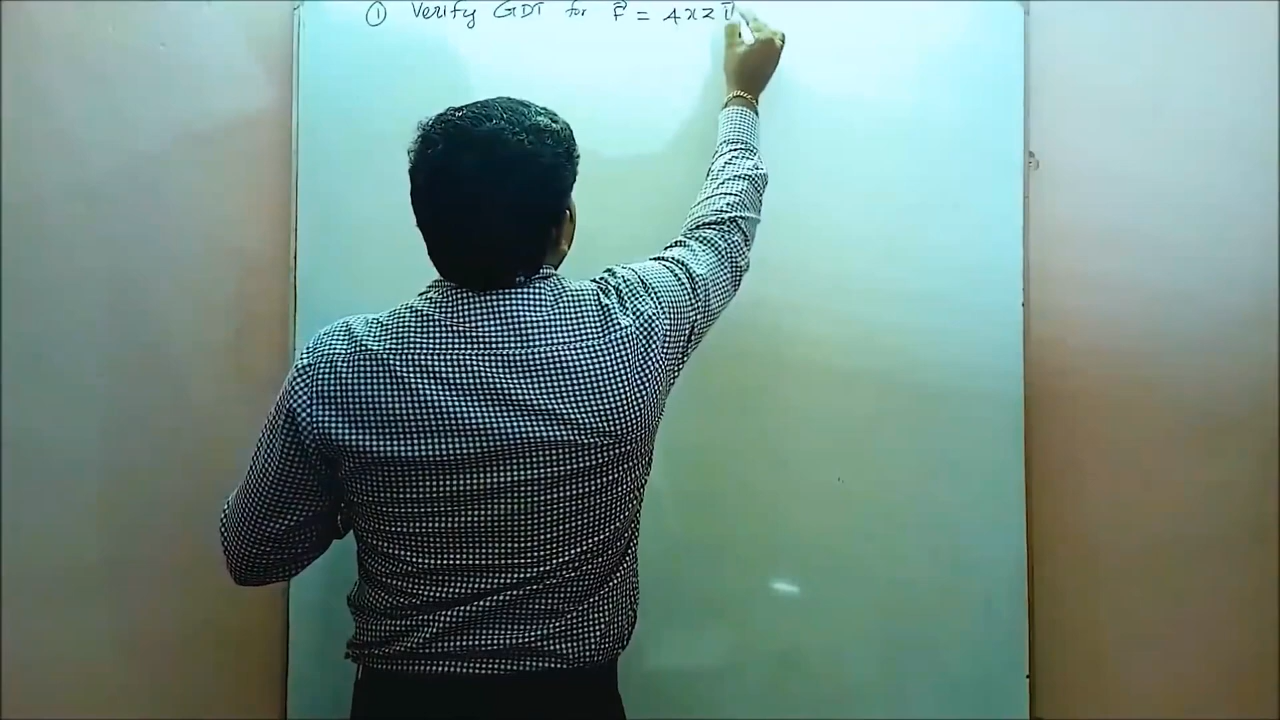 ① Verify GDT for F⃗ = 4xz i⃗